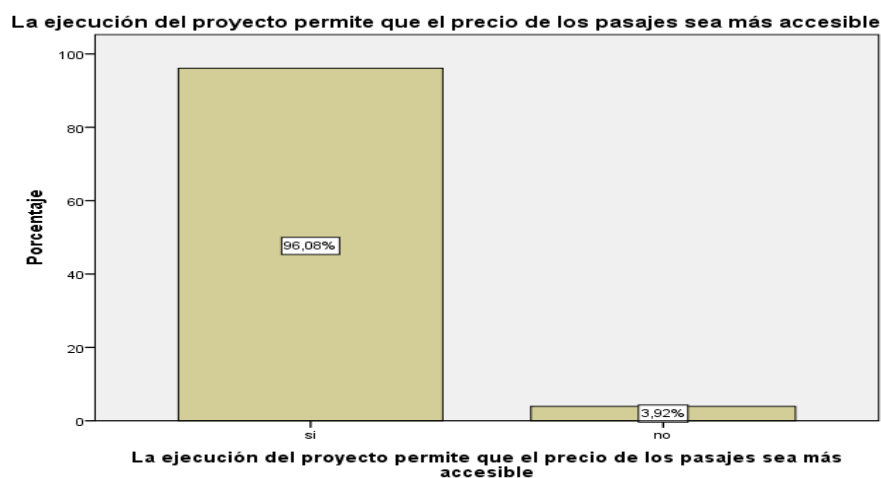 La ejecución del proyecto permite que el precio de los pasajes sea más accesible
100
80
60
40
20
0
Porcentaje
96,08%
3,92%
si
no
La ejecución del proyecto permite que el precio de los pasajes sea más
accesible